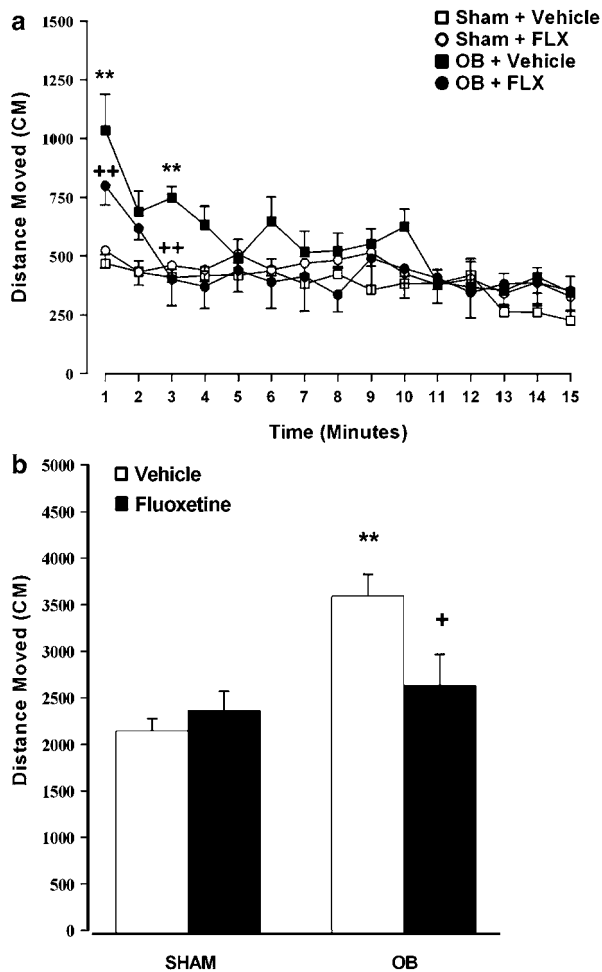 a
1500
1250
1000
750
500
250
0
Distance Moved (CM)
Sham + Vehicle
Sham + FLX
OB + Vehicle
OB + FLX
**
++
**
++
1 2 3 4 5 6 7 8 9 10 11 12 13 14 15
Time (Minutes)
b
5000
4500
4000
3500
3000
2500
2000
1500
1000
500
0
Distance Moved (CM)
Vehicle
Fluoxetine
**
+
SHAM OB